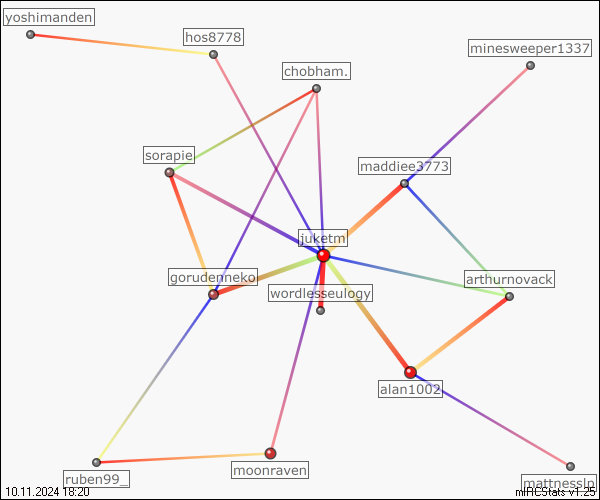 yoshimanden
hos8778
minesweeper1337
chobham.
sorapie
maddiee3773
juketm
gorudenneko
arthurnovack
wordlesseulogy
alan1002
moonraven
ruben99_
mattnesslp
10.11.2024 18:20
mIRCStats v1.25